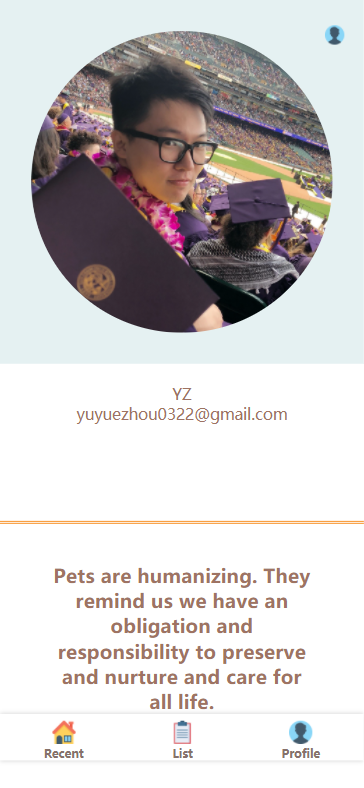 YZ
yuyuezhou0322@gmail.com
Pets are humanizing. They
remind us we have an
obligation and
responsibility to preserve
and nurture and care for
all life.
Recent
List
Profile